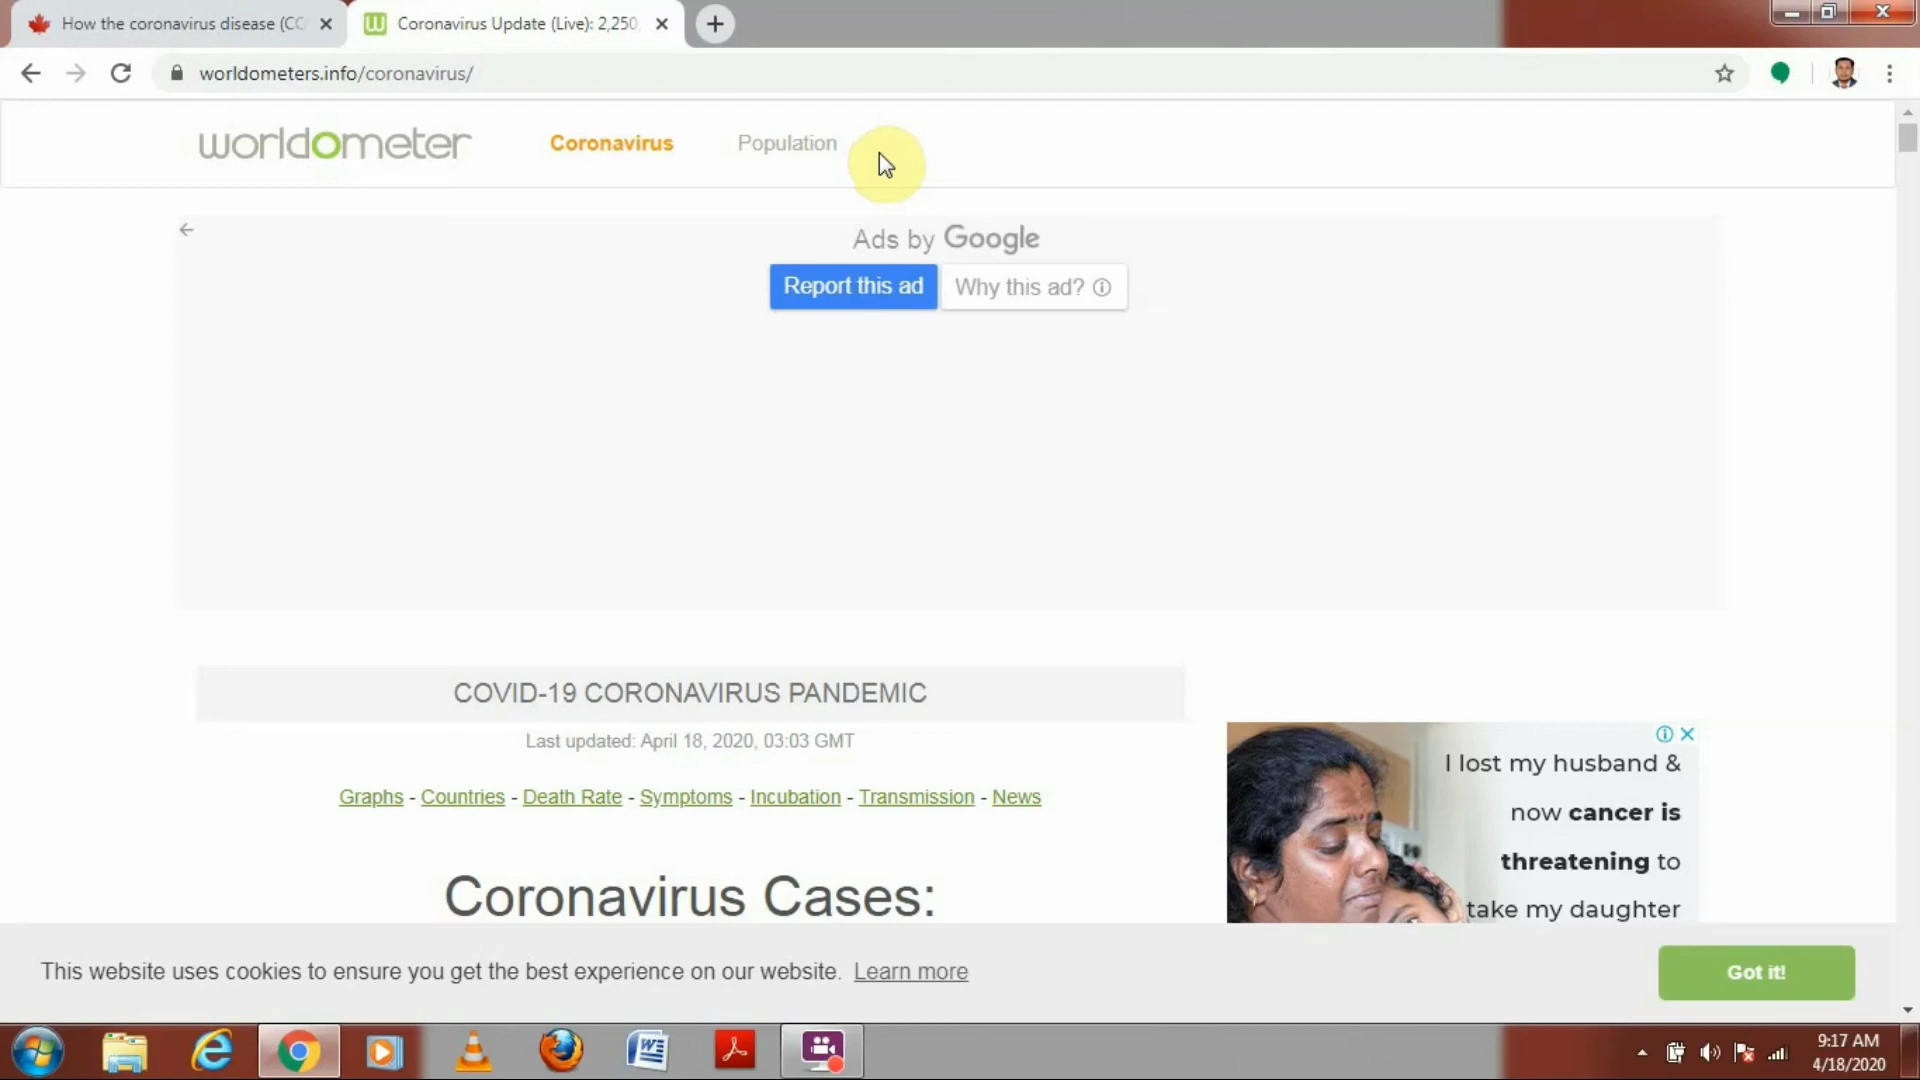 How the coronavirus disease (CO
Coronavirus Update (Live): 2,250,
worldometers.info/coronavirus/
worldometer
Coronavirus
Population
Ads by Google
Report this ad
Why this ad?
COVID-19 CORONAVIRUS PANDEMIC
Last updated: April 18, 2020, 03:03 GMT
Graphs - Countries - Death Rate - Symptoms - Incubation - Transmission - News
Coronavirus Cases:
I lost my husband &
now cancer is
threatening to
take my daughter
This website uses cookies to ensure you get the best experience on our website. Learn more
Got it!
9:17 AM
4/18/2020